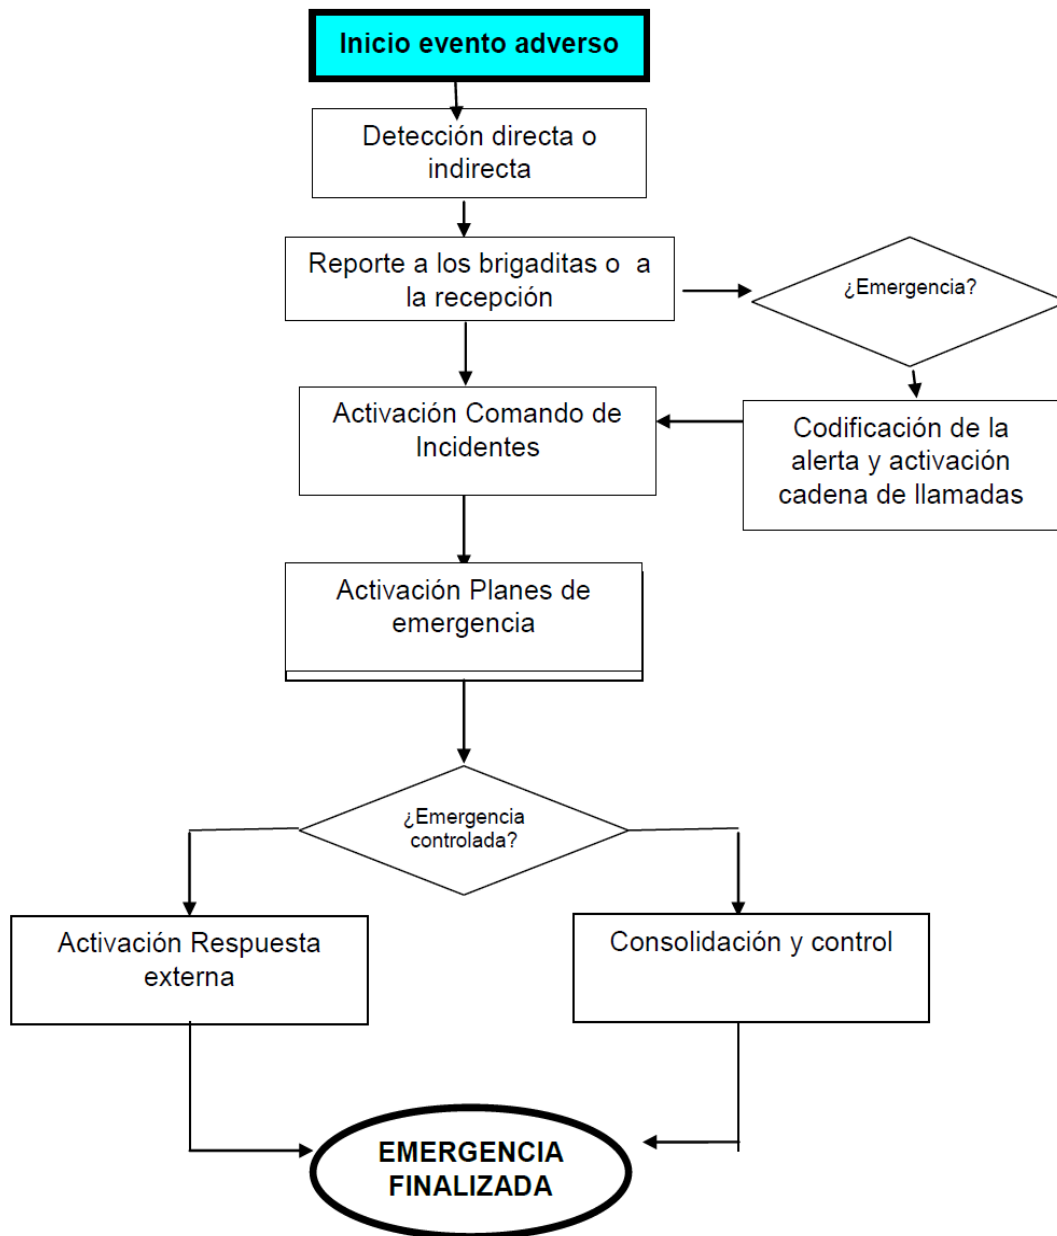 Inicio evento adverso
Detección directa o
indirecta
Reporte a los brigaditas o  a
la recepción
¿Emergencia?
Activación Comando de
Incidentes
Codificación de la
alerta y activación
cadena de llamadas
Activación Planes de
emergencia
¿Emergencia
controlada?
Activación Respuesta
externa
Consolidación y control
EMERGENCIA
FINALIZADA